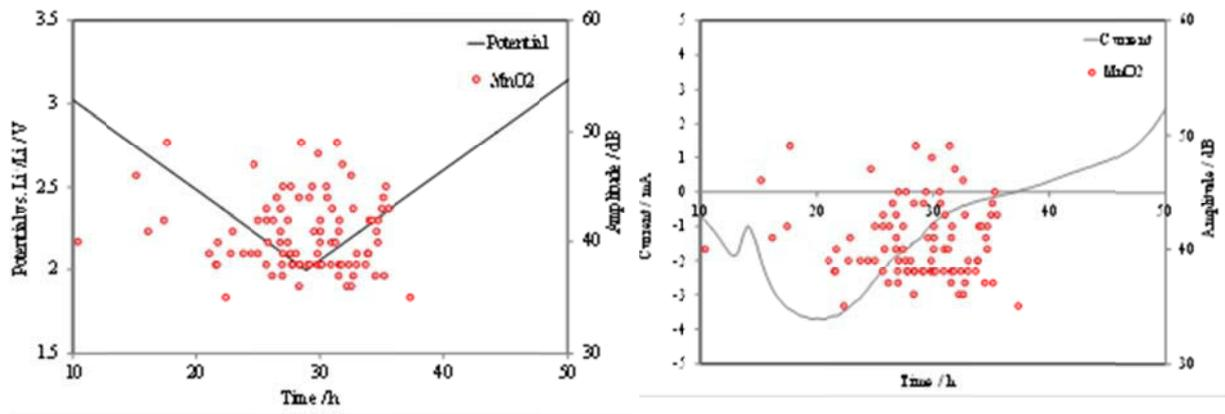 3.5
3
2.5
2
1.5
60
50
40
30
10 20 30 40 50
Potential vs. Li /Li / V
Amplitude / dB
Time / h
Potential
MnO2
5
4
3
2
1
0
-1
-2
-3
-4
-5
60
50
40
30
10 20 30 40 50
Current / mA
Amplitude / dB
Time / h
Current
MnO2